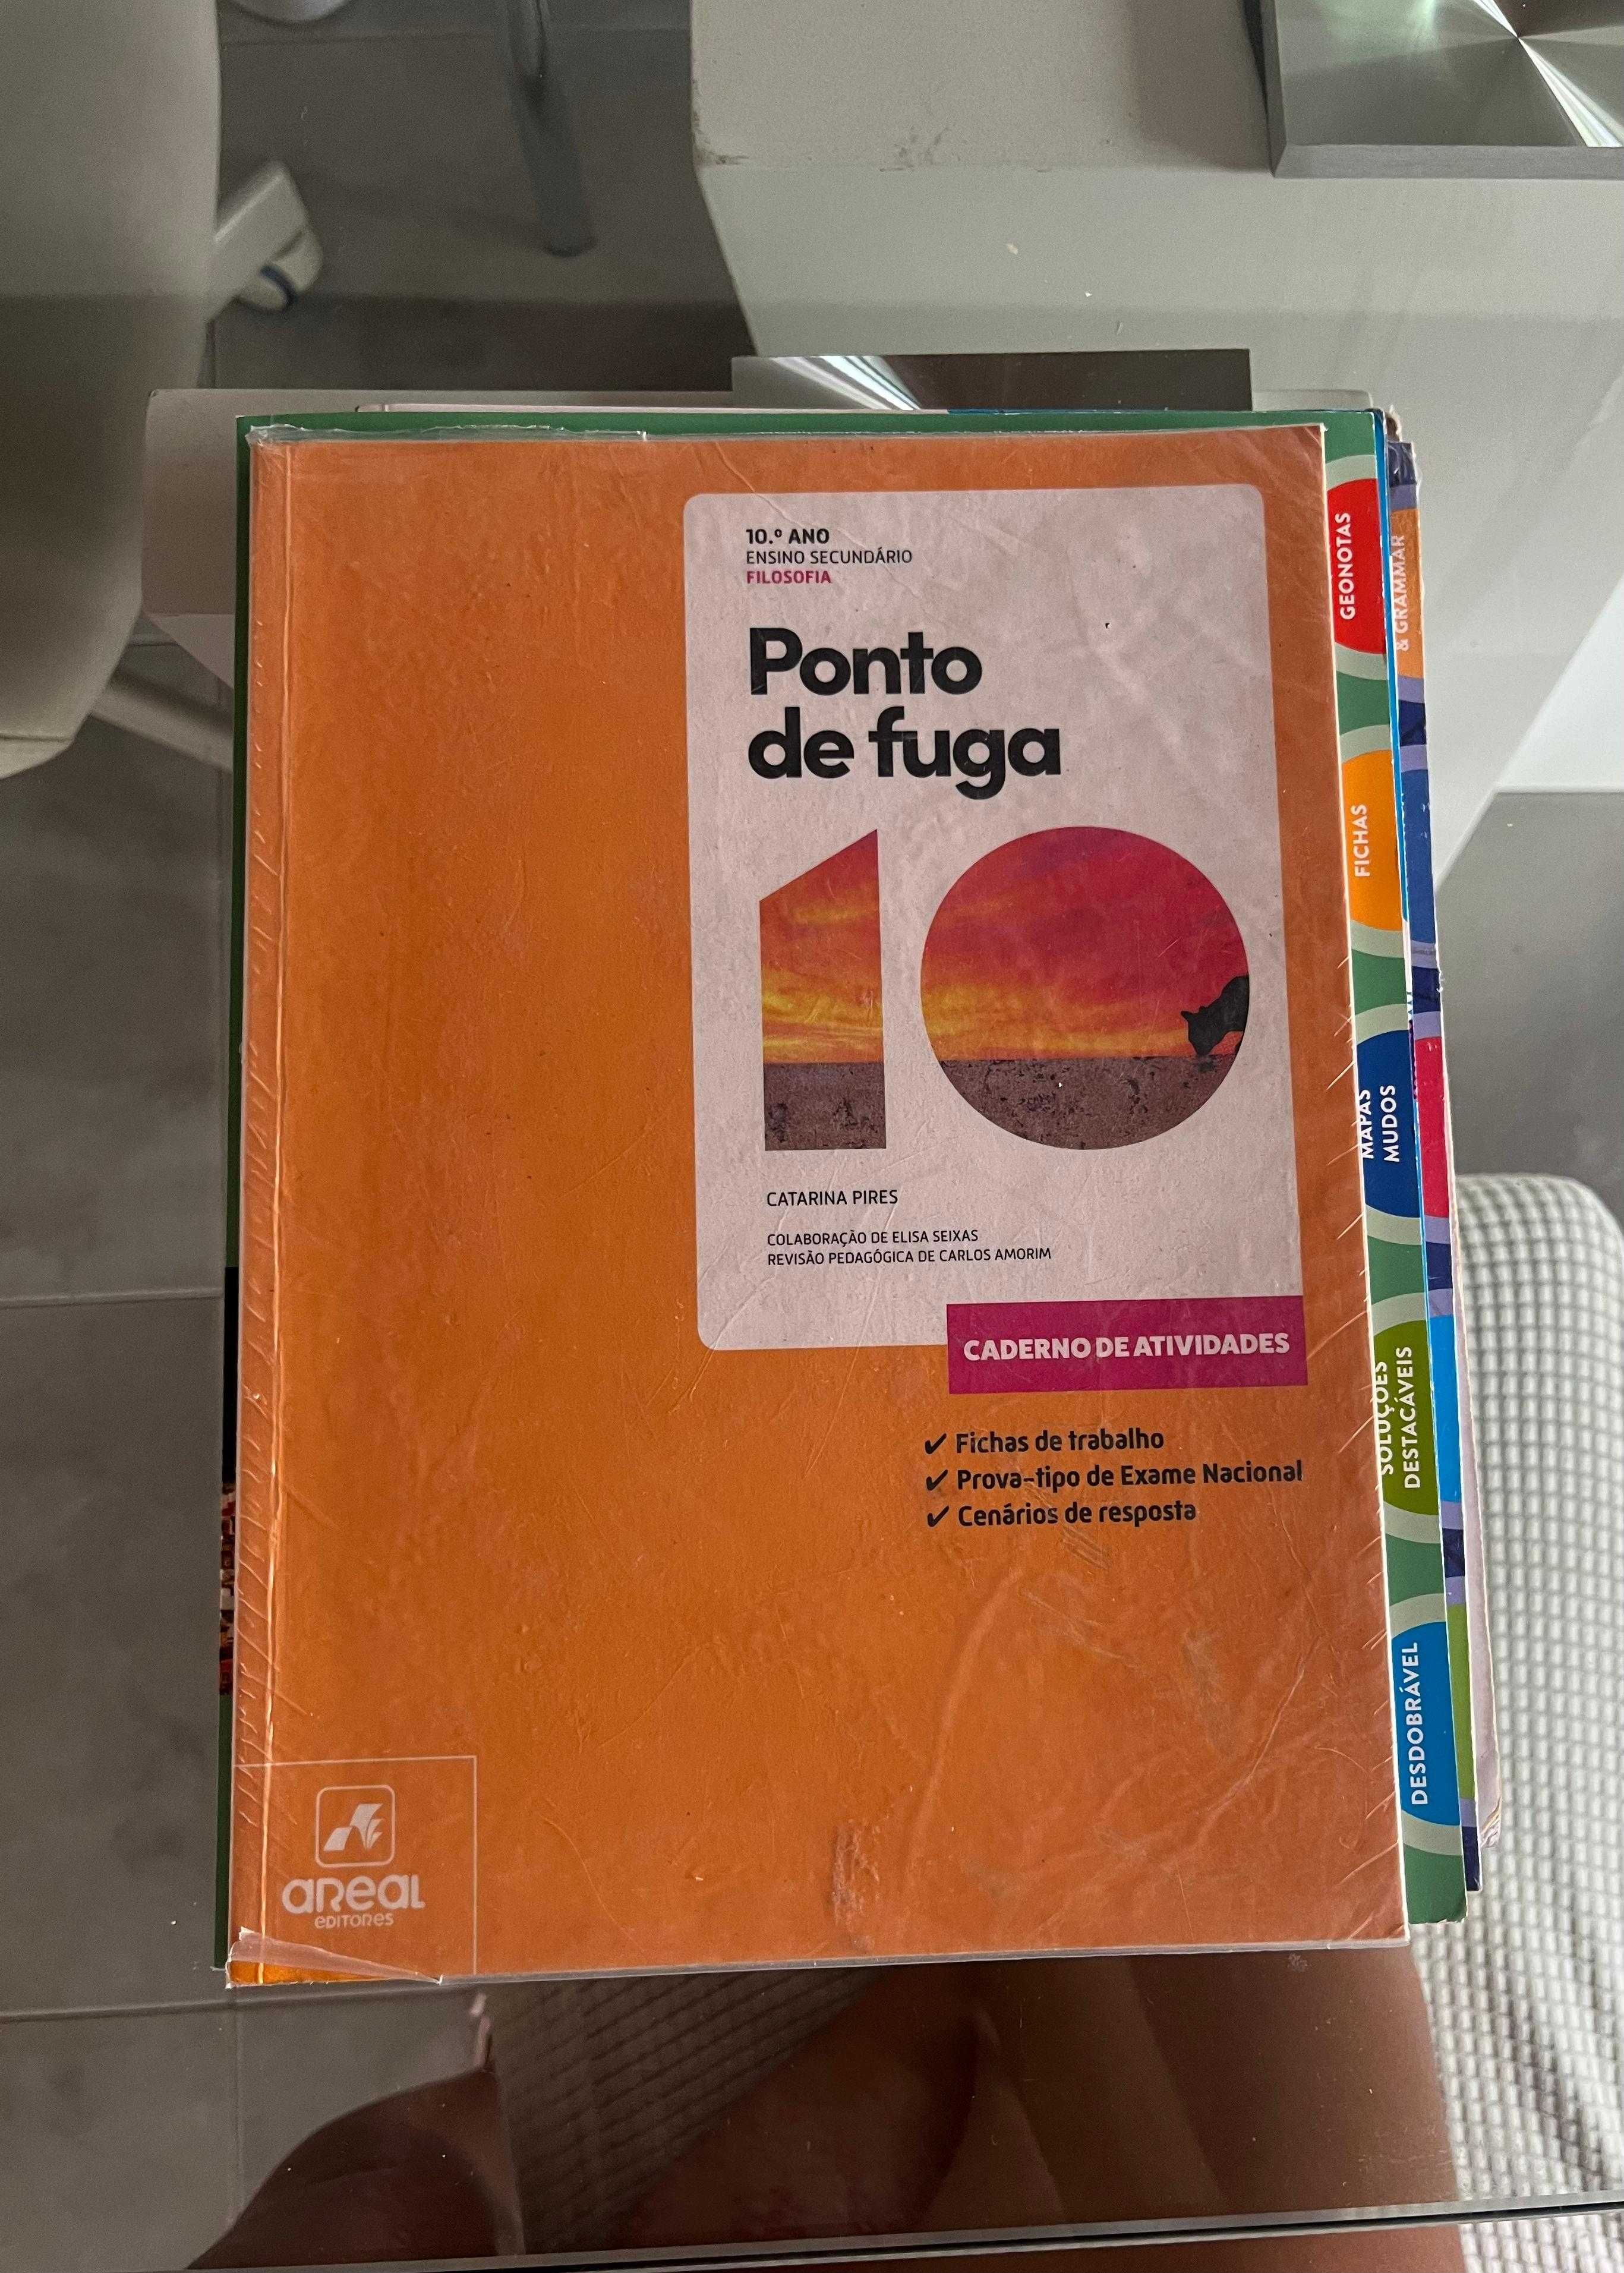 10.º ANO
ENSINO SECUNDÁRIO
FILOSOFIA
Ponto
de fuga
10
CATARINA PIRES
COLABORAÇÃO DE ELISA SEIXAS
REVISÃO PEDAGÓGICA DE CARLOS AMORIM
CADERNO DE ATIVIDADES
✔ Fichas de trabalho
✔ Prova-tipo de Exame Nacional
✔ Cenários de resposta
areal
EDITORES
GEONOTAS
FICHAS
MAPAS
MUDOS
SOLUÇÕES
DESTACÁVEIS
DESDOBRÁVEL
& GRAMMAR